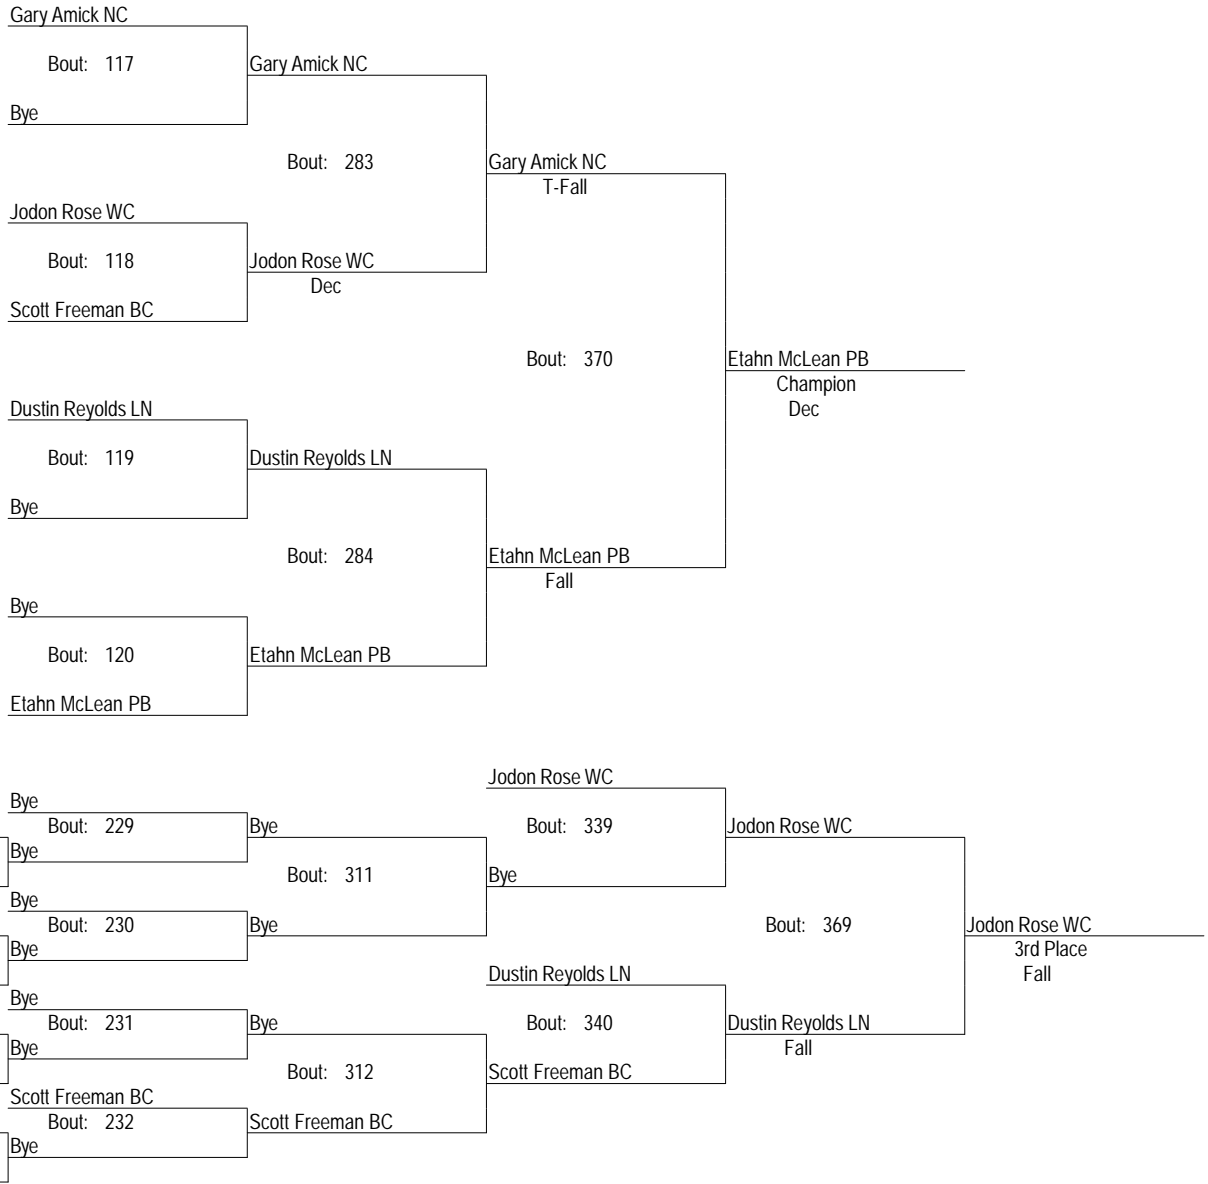 Gary Amick NC
Bout: 117
Gary Amick NC
Bye
Bout: 283
Gary Amick NC
T-Fall
Jodon Rose WC
Bout: 118
Jodon Rose WC
Dec
Scott Freeman BC
Bout: 370
Etahn McLean PB
Champion
Dec
Dustin Reyolds LN
Bout: 119
Dustin Reyolds LN
Bye
Bout: 284
Etahn McLean PB
Fall
Bye
Bout: 120
Etahn McLean PB
Etahn McLean PB
Jodon Rose WC
Bye
Bout: 229
Bye
Bout: 339
Jodon Rose WC
Bye
Bout: 311
Bye
Bye
Bout: 230
Bye
Bout: 369
Jodon Rose WC
Bye
3rd Place
Fall
Dustin Reyolds LN
Bye
Bout: 231
Bye
Bout: 340
Dustin Reyolds LN
Bye
Fall
Bout: 312
Scott Freeman BC
Scott Freeman BC
Bout: 232
Scott Freeman BC
Bye